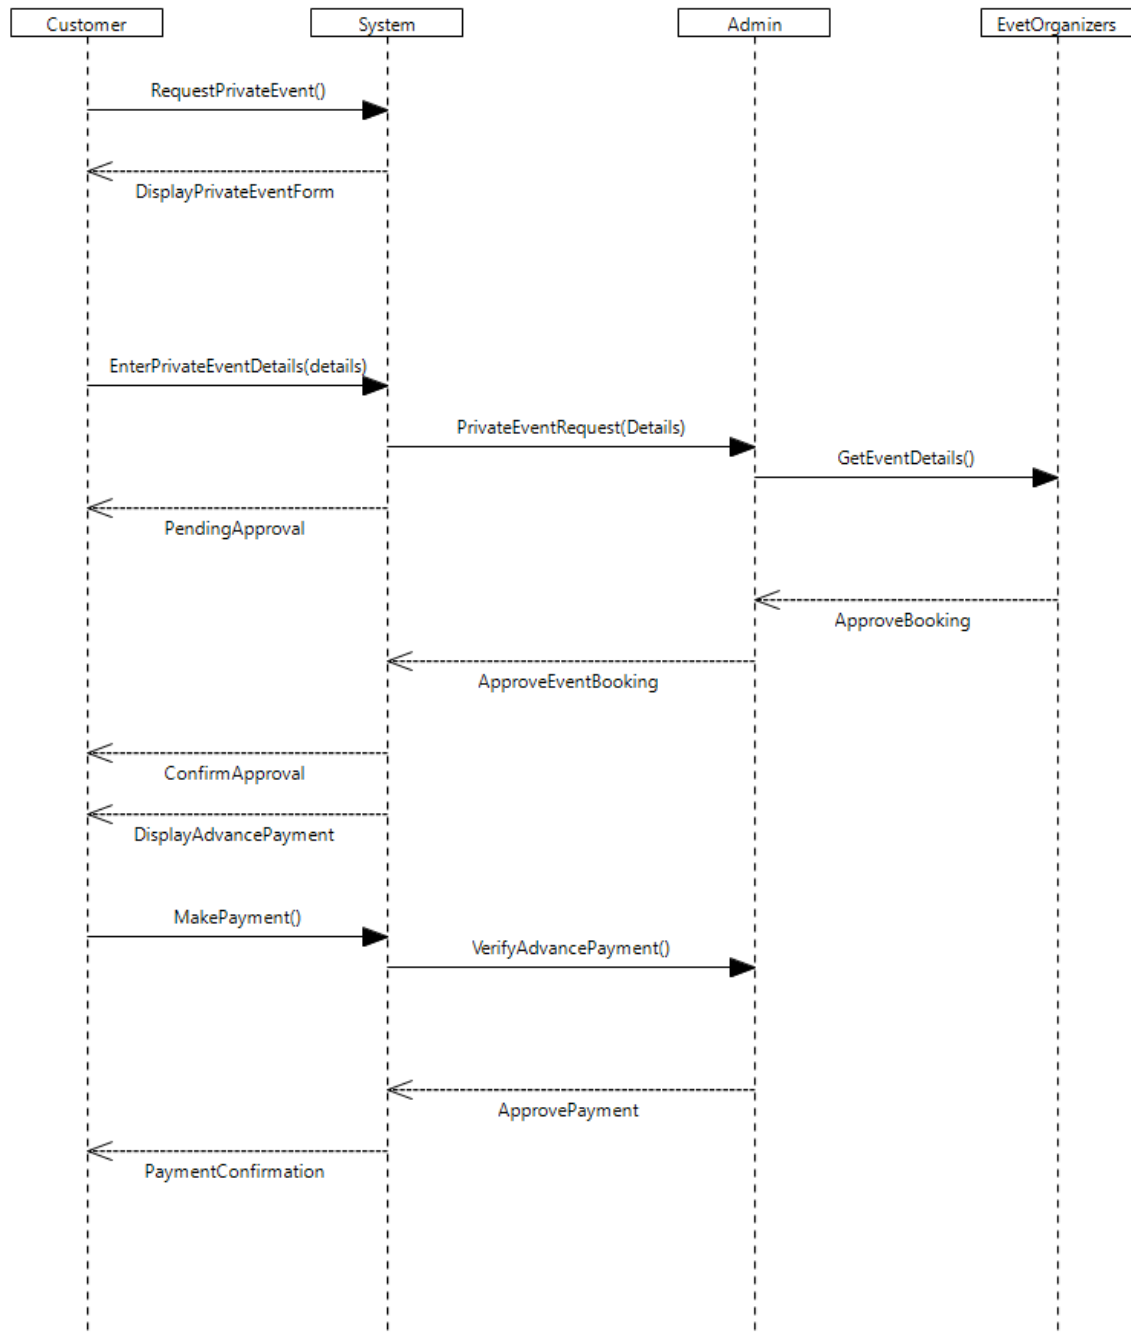 Customer
System
Admin
EvetOrganizers
RequestPrivateEvent()
DisplayPrivateEventForm
EnterPrivateEventDetails(details)
PrivateEventRequest(Details)
GetEventDetails()
PendingApproval
ApproveBooking
ApproveEventBooking
ConfirmApproval
DisplayAdvancePayment
MakePayment()
VerifyAdvancePayment()
ApprovePayment
PaymentConfirmation